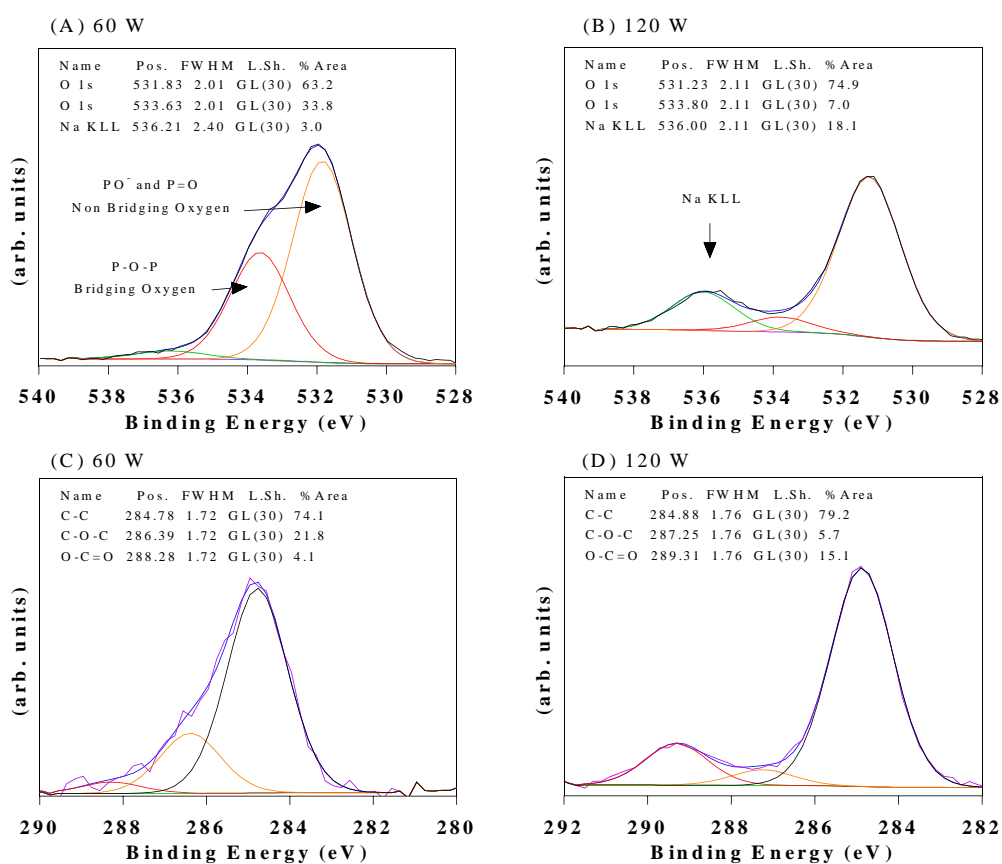 (A) 60 W
Name Pos. FWHM L.Sh. %Area
O 1s 531.83 2.01 GL(30) 63.2
O 1s 533.63 2.01 GL(30) 33.8
Na KLL 536.21 2.40 GL(30) 3.0
PO⁻ and P=O
Non Bridging Oxygen
P-O-P
Bridging Oxygen
(arb. units)
540 538 536 534 532 530 528
Binding Energy (eV)
(B) 120 W
Name Pos. FWHM L.Sh. %Area
O 1s 531.23 2.11 GL(30) 74.9
O 1s 533.80 2.11 GL(30) 7.0
Na KLL 536.00 2.11 GL(30) 18.1
Na KLL
(arb. units)
540 538 536 534 532 530 528
Binding Energy (eV)
(C) 60 W
Name Pos. FWHM L.Sh. %Area
C-C 284.78 1.72 GL(30) 74.1
C-O-C 286.39 1.72 GL(30) 21.8
O-C=O 288.28 1.72 GL(30) 4.1
(arb. units)
290 288 286 284 282 280
Binding Energy (eV)
(D) 120 W
Name Pos. FWHM L.Sh. %Area
C-C 284.88 1.76 GL(30) 79.2
C-O-C 287.25 1.76 GL(30) 5.7
O-C=O 289.31 1.76 GL(30) 15.1
(arb. units)
292 290 288 286 284 282
Binding Energy (eV)